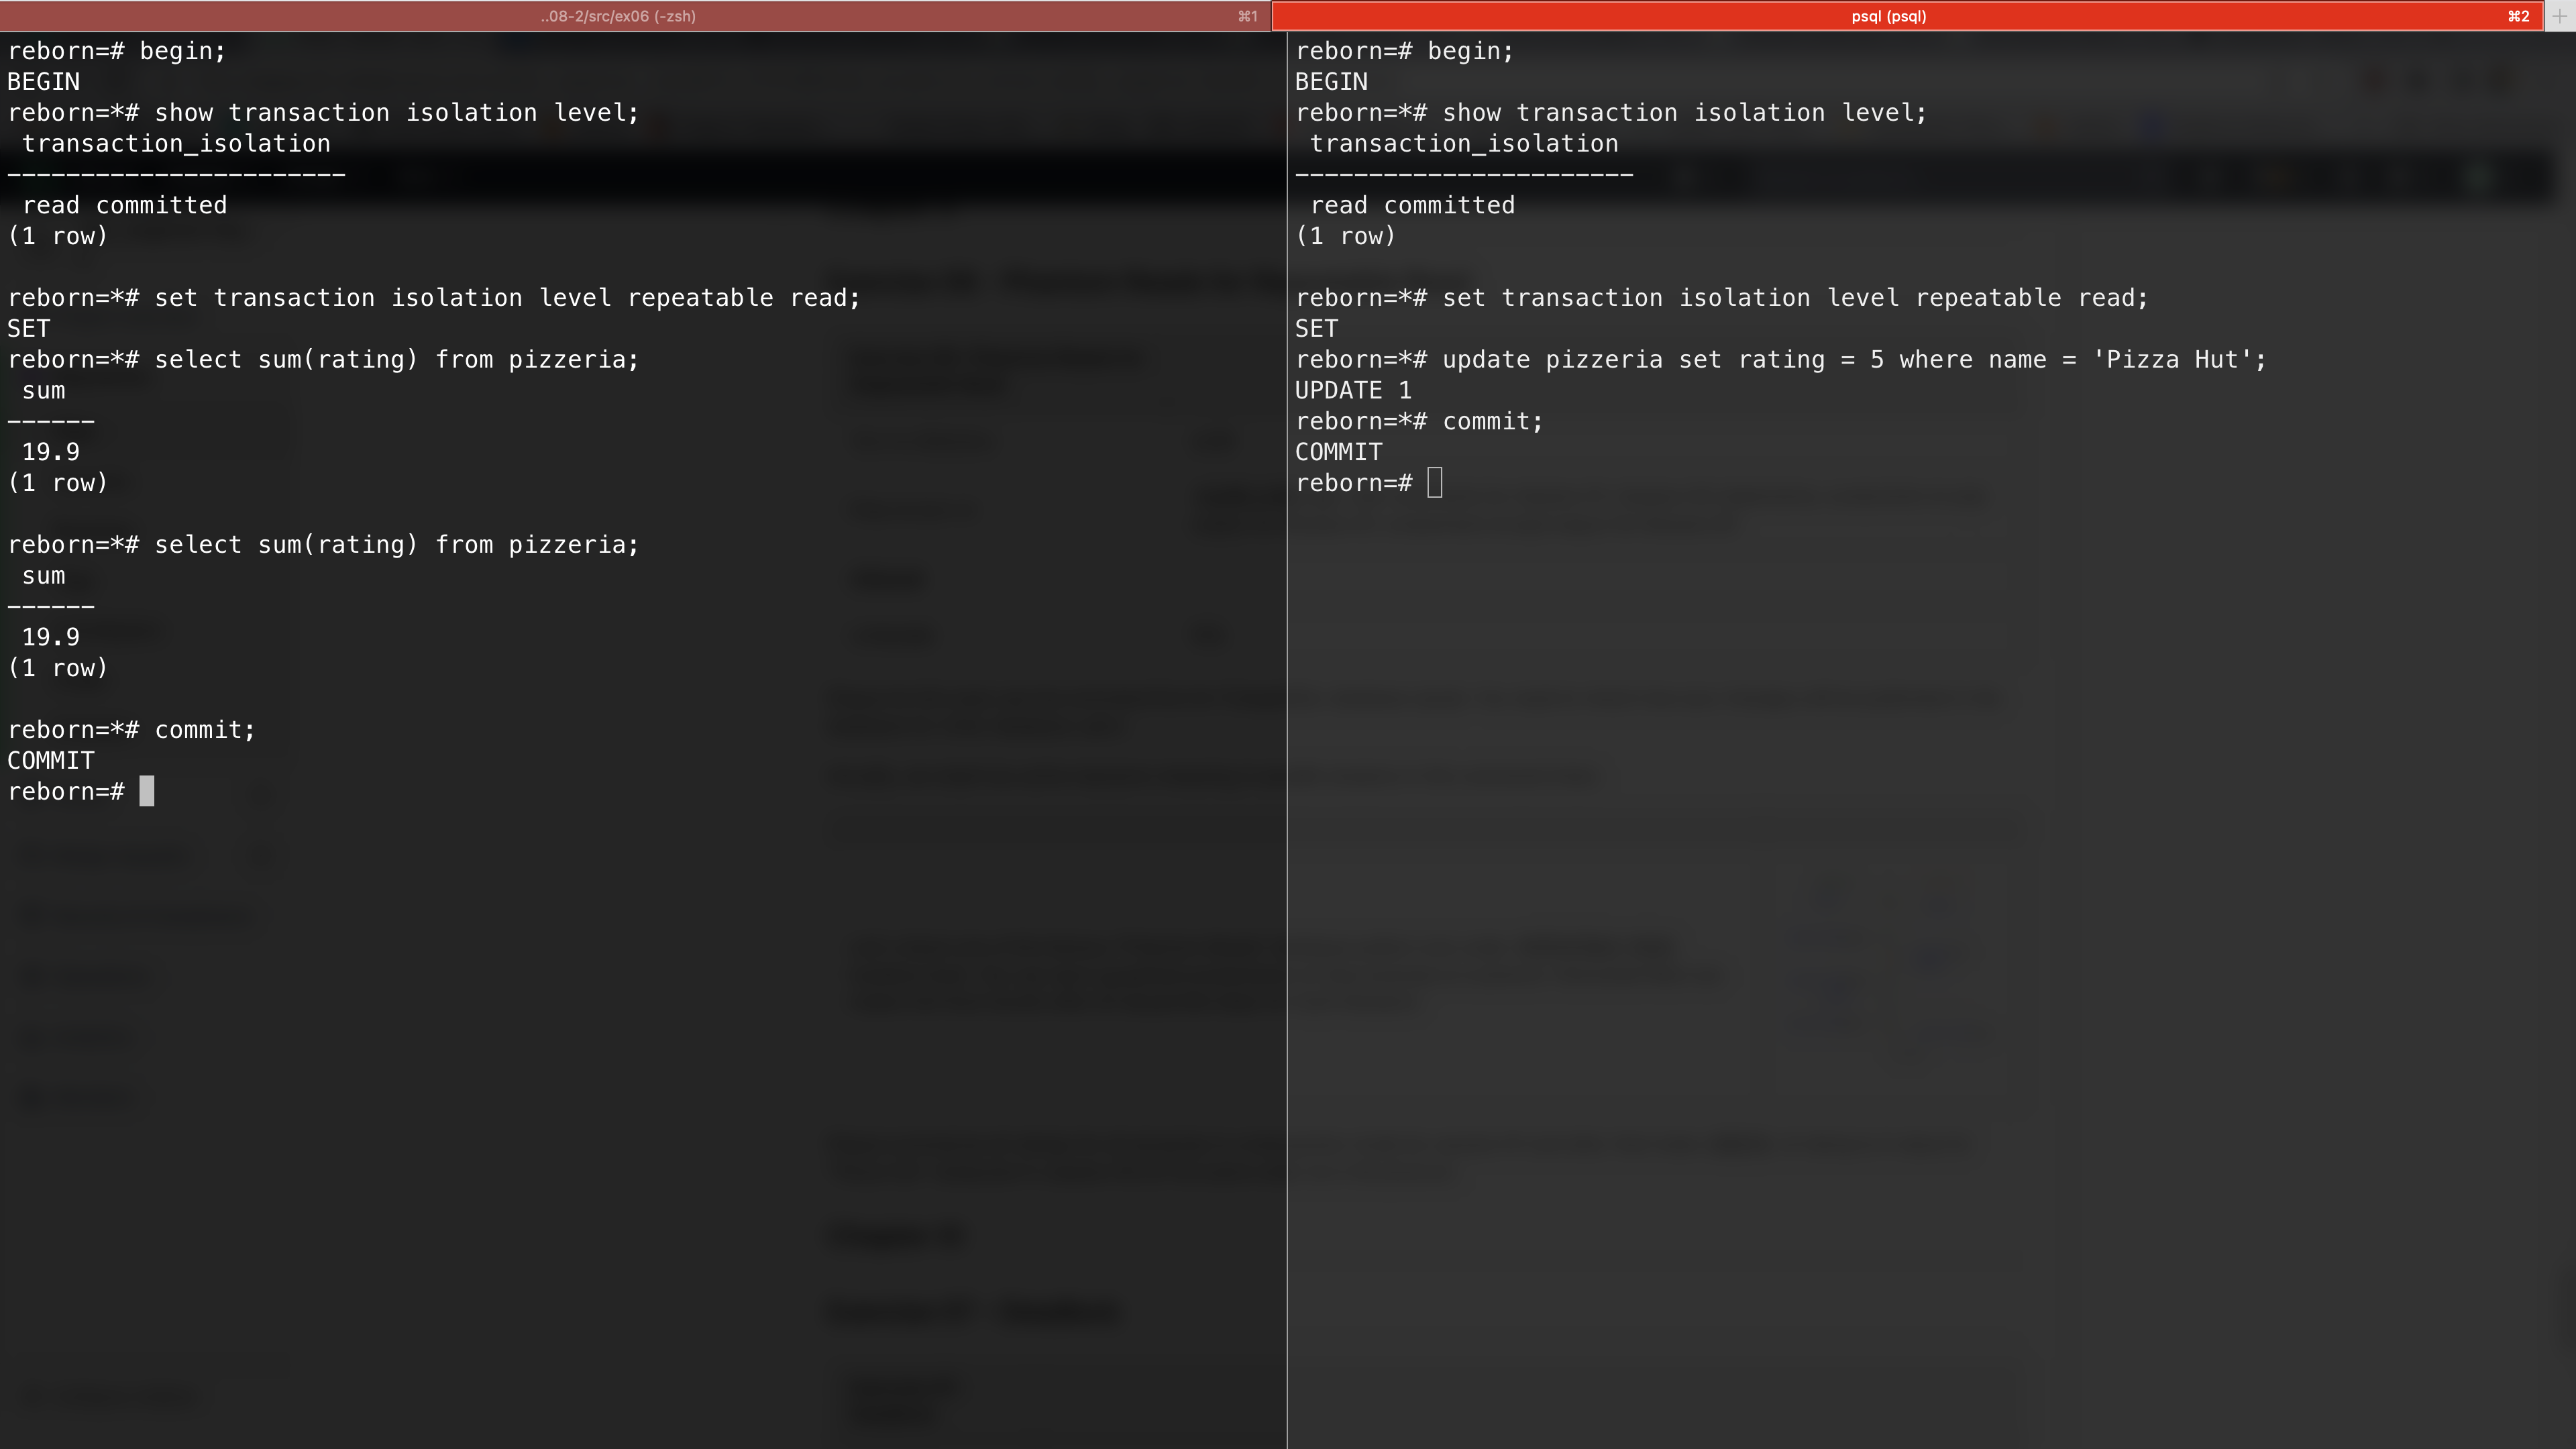 ..08-2/src/ex06 (-zsh) ⌘1
psql (psql) ⌘2
reborn=# begin;
BEGIN
reborn=*# show transaction isolation level;
 transaction_isolation
-----------------------
 read committed
(1 row)

reborn=*# set transaction isolation level repeatable read;
SET
reborn=*# select sum(rating) from pizzeria;
 sum
------
 19.9
(1 row)

reborn=*# select sum(rating) from pizzeria;
 sum
------
 19.9
(1 row)

reborn=*# commit;
COMMIT
reborn=#
reborn=# begin;
BEGIN
reborn=*# show transaction isolation level;
 transaction_isolation
-----------------------
 read committed
(1 row)

reborn=*# set transaction isolation level repeatable read;
SET
reborn=*# update pizzeria set rating = 5 where name = 'Pizza Hut';
UPDATE 1
reborn=*# commit;
COMMIT
reborn=#